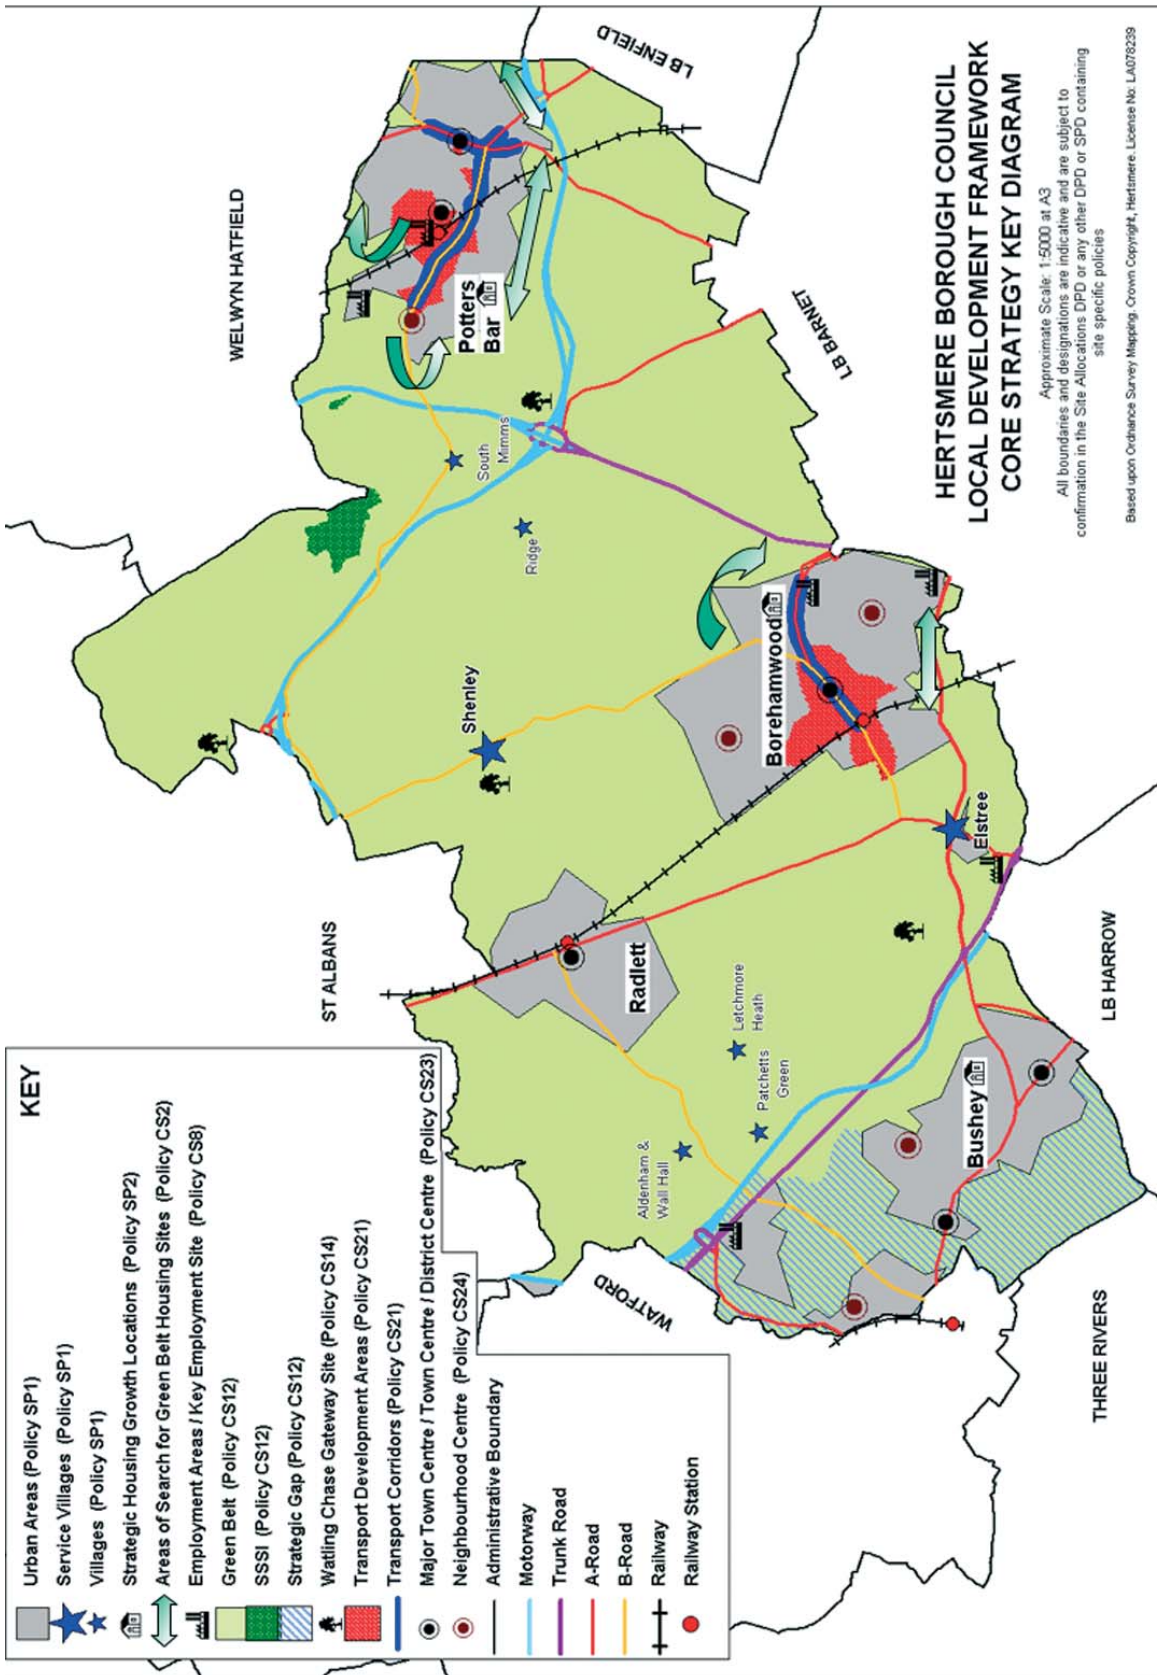 KEY
Urban Areas (Policy SP1)
Service Villages (Policy SP1)
Villages (Policy SP1)
Strategic Housing Growth Locations (Policy SP2)
Areas of Search for Green Belt Housing Sites (Policy CS2)
Employment Areas / Key Employment Site (Policy CS8)
Green Belt (Policy CS12)
SSSI (Policy CS12)
Strategic Gap (Policy CS12)
Watling Chase Gateway Site (Policy CS14)
Transport Development Areas (Policy CS21)
Transport Corridors (Policy CS21)
Major Town Centre / Town Centre / District Centre (Policy CS23)
Neighbourhood Centre (Policy CS24)
Administrative Boundary
Motorway
Trunk Road
A-Road
B-Road
Railway
Railway Station
ST ALBANS
WELWYN HATFIELD
LB ENFIELD
LB BARNET
LB HARROW
THREE RIVERS
WATFORD
Potters
Bar
South
Mimms
Ridge
Shenley
Borehamwood
Elstree
Radlett
Letchmore
Heath
Patchetts
Green
Aldenham &
Wall Hall
Bushey
HERTSMERE BOROUGH COUNCIL
LOCAL DEVELOPMENT FRAMEWORK
CORE STRATEGY KEY DIAGRAM
Approximate Scale: 1:5000 at A3
All boundaries and designations are indicative and are subject to
confirmation in the Site Allocations DPD or any other DPD or SPD containing
site specific policies
Based upon Ordnance Survey Mapping. Crown Copyright, Hertsmere. License No: LA078239